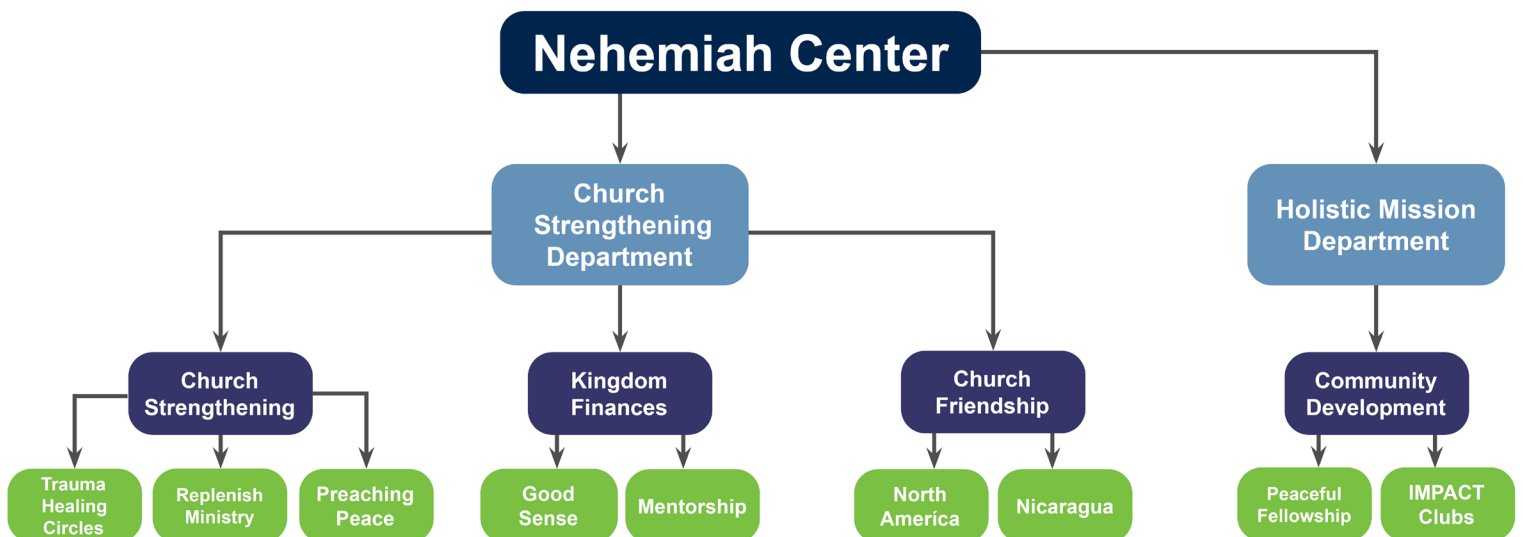 Nehemiah Center
Church
Strengthening
Department
Holistic Mission
Department
Church
Strengthening
Kingdom
Finances
Church
Friendship
Community
Development
Trauma
Healing
Circles
Replenish
Ministry
Preaching
Peace
Good
Sense
Mentorship
North
Ameríca
Nicaragua
Peaceful
Fellowship
IMPACT
Clubs